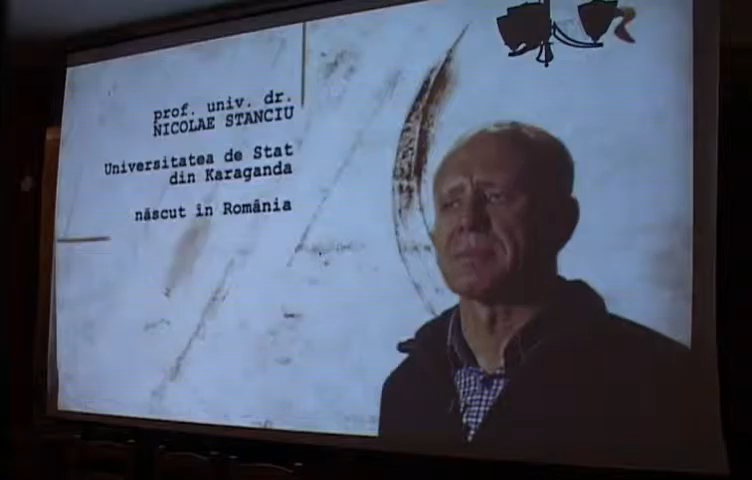 prof. univ. dr.
NICOLAE STANCIU
Universitatea de Stat
din Karaganda
născut în România